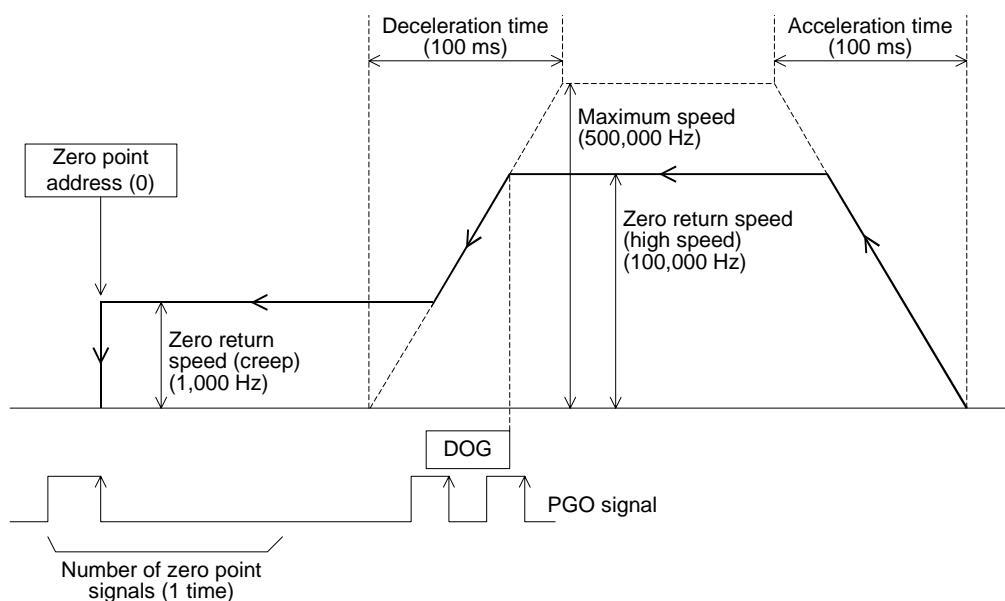 Deceleration time
(100 ms)
Acceleration time
(100 ms)
Maximum speed
(500,000 Hz)
Zero point
address (0)
Zero return speed
(high speed)
(100,000 Hz)
Zero return
speed (creep)
(1,000 Hz)
DOG
PGO signal
Number of zero point
signals (1 time)